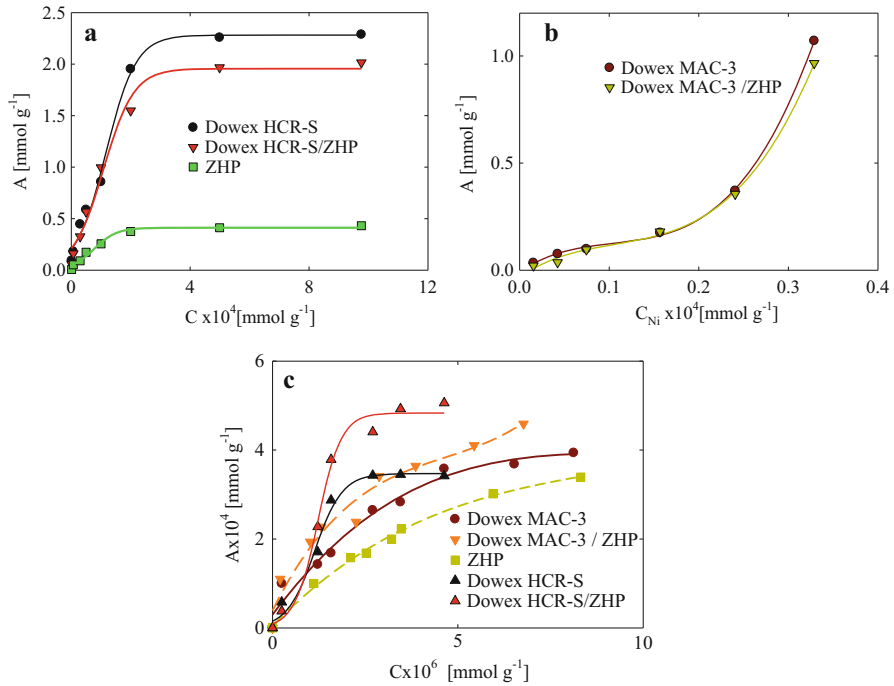 a
A [mmol g-1]
2.5
2.0
1.5
1.0
0.5
0.0
Dowex HCR-S
Dowex HCR-S/ZHP
ZHP
0 4 8 12
C x10⁴[mmol g⁻¹]
b
A [mmol g⁻¹]
1.0
0.5
0.0
Dowex MAC-3
Dowex MAC-3 /ZHP
0.0 0.1 0.2 0.3 0.4
C_Ni x10⁴[mmol g⁻¹]
c
Ax10⁴ [mmol g⁻¹]
6
4
2
0
Dowex MAC-3
Dowex MAC-3 / ZHP
ZHP
Dowex HCR-S
Dowex HCR-S/ZHP
0 5 10
Cx10⁶ [mmol g⁻¹]